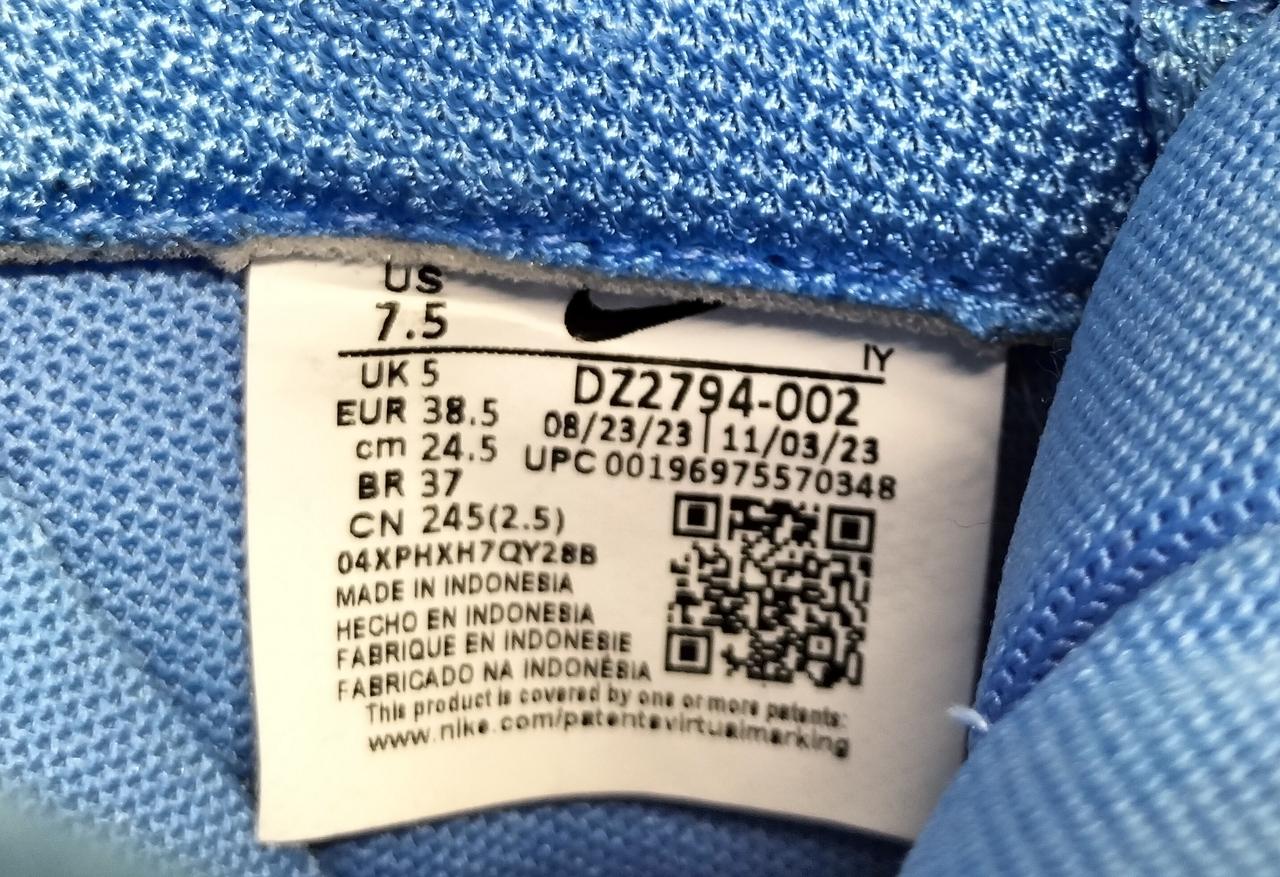 US
7.5
IY
UK 5
EUR 38.5
cm 24.5
BR 37
CN 245(2.5)
DZ2794-002
08/23/23 | 11/03/23
UPC 00196975570348
04XPHXH7QY28B
MADE IN INDONESIA
HECHO EN INDONESIA
FABRIQUE EN INDONESIE
FABRICADO NA INDONÉSIA
This product is covered by one or more patents:
www.nike.com/patentsvirtualmarking